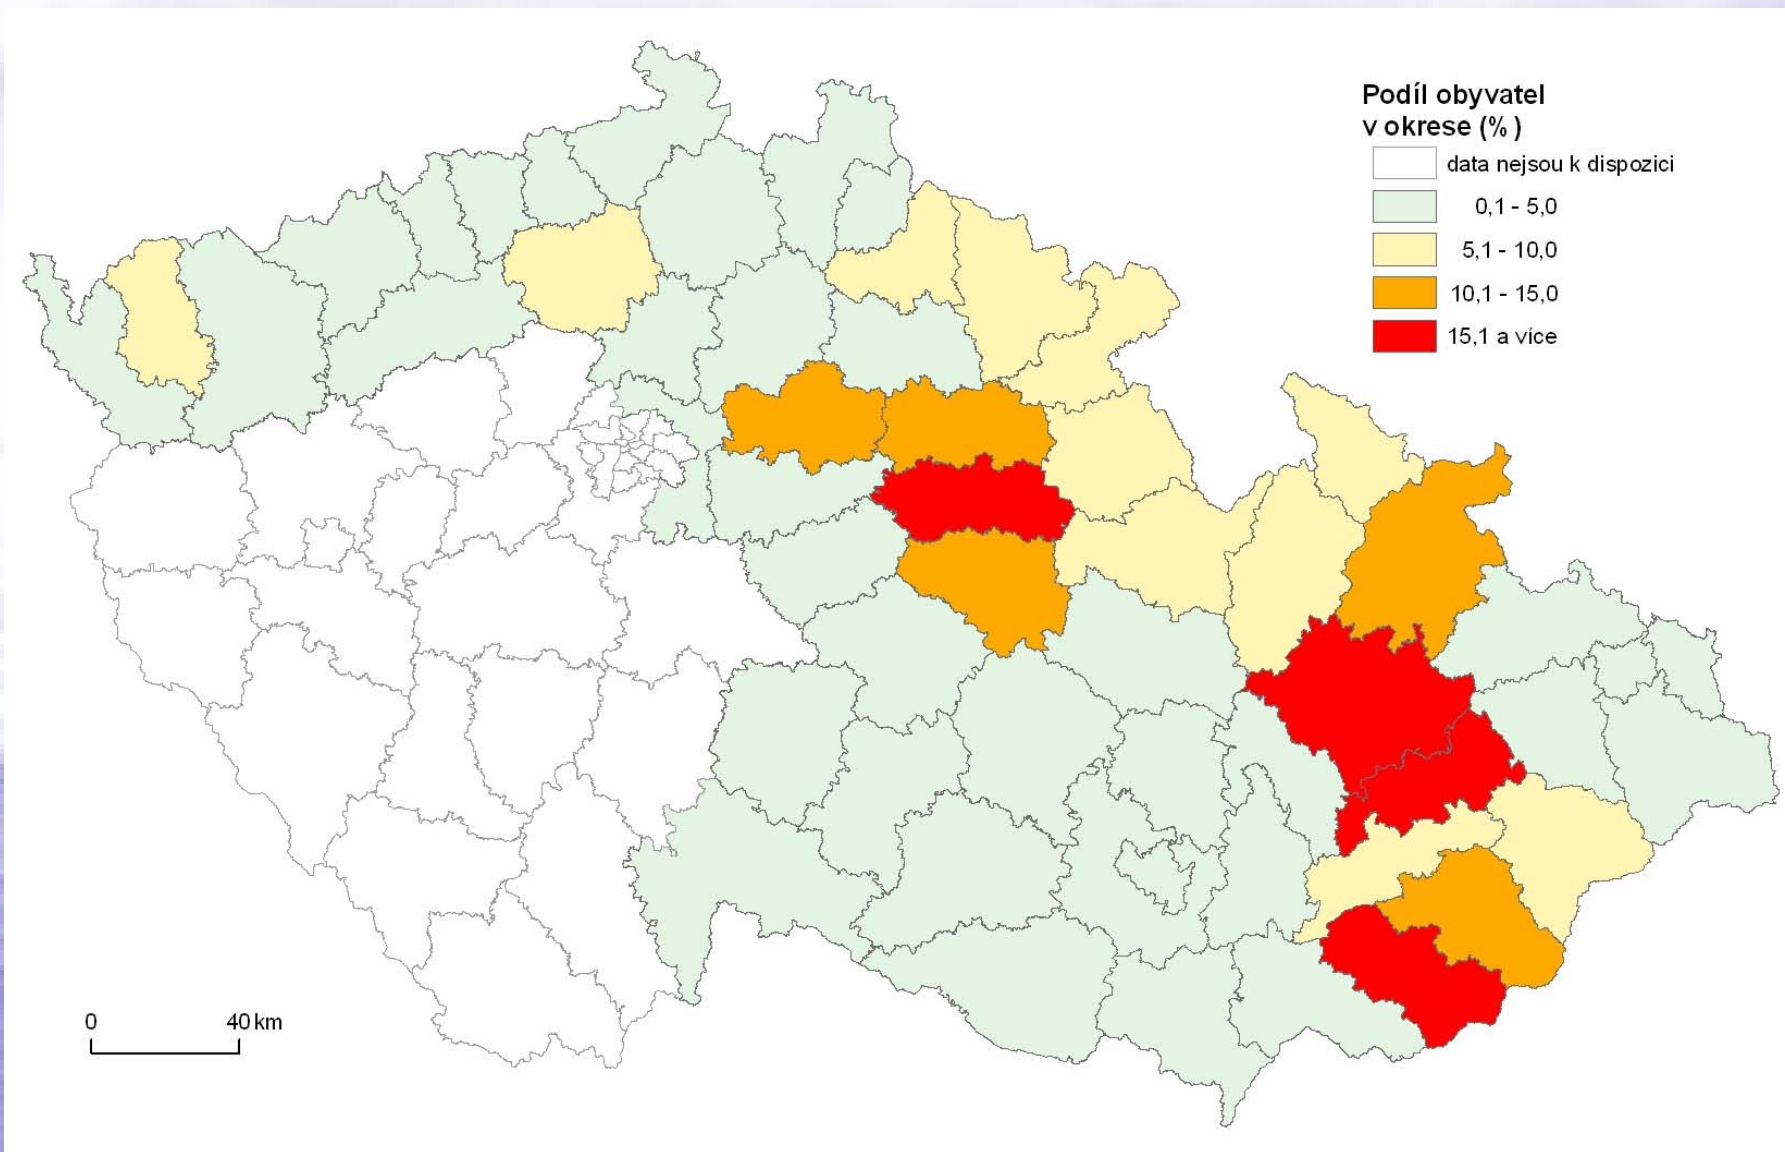 Podíl obyvatel
v okrese (%)
data nejsou k dispozici
0,1 - 5,0
5,1 - 10,0
10,1 - 15,0
15,1 a více
0 40 km